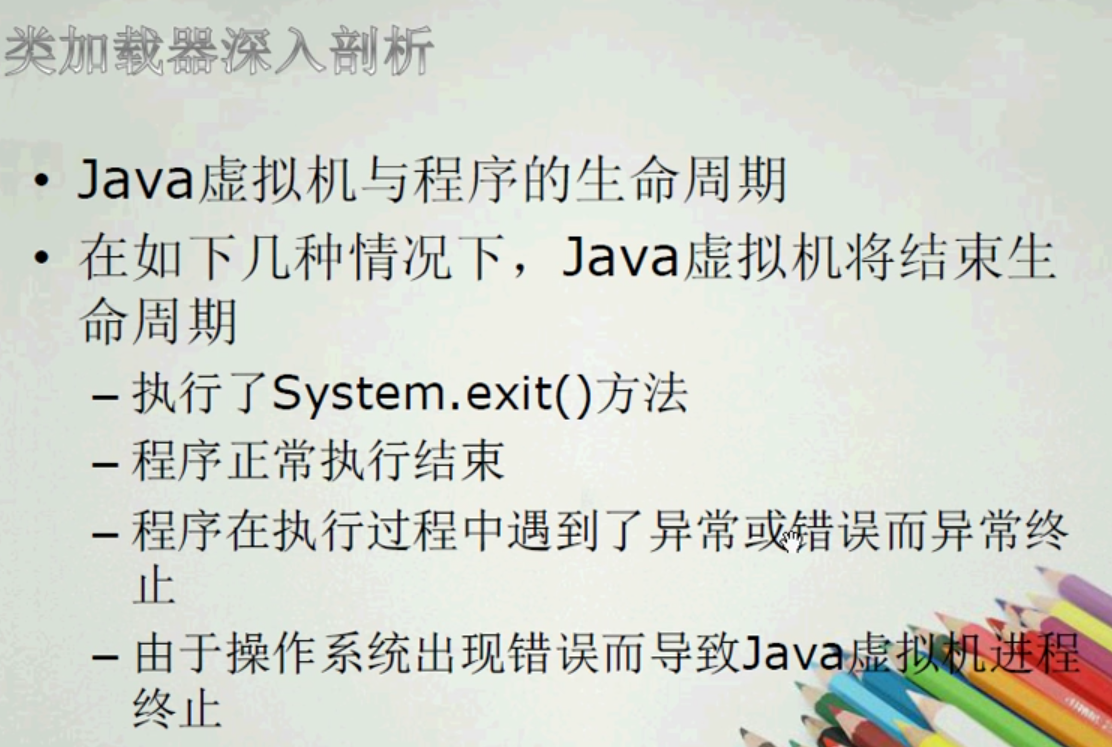 类加载器深入剖析
• Java虚拟机与程序的生命周期
• 在如下几种情况下，Java虚拟机将结束生
命周期
– 执行了System.exit()方法
– 程序正常执行结束
– 程序在执行过程中遇到了异常或错误而异常终
止
– 由于操作系统出现错误而导致Java虚拟机进程
终止